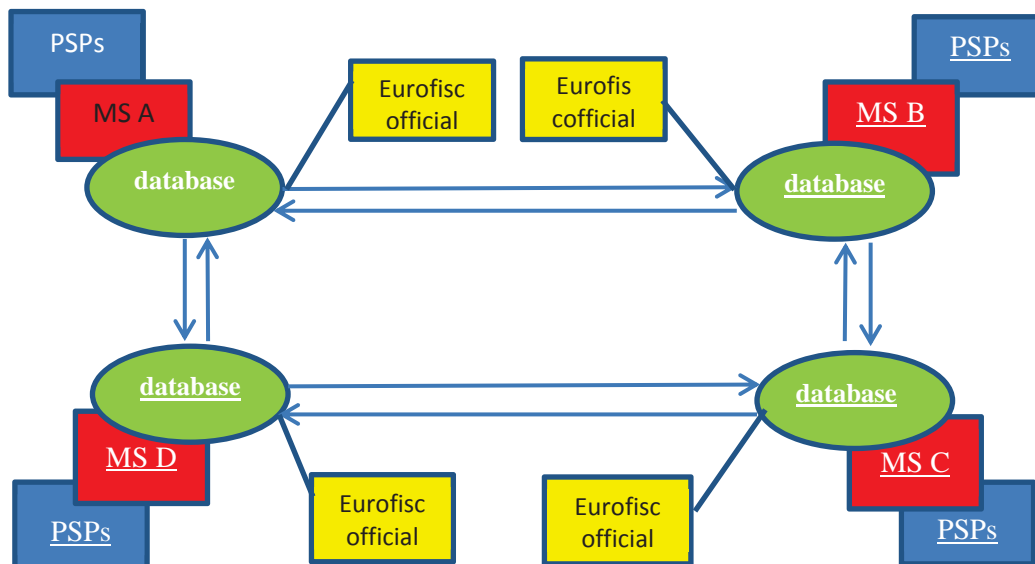 PSPs
MS A
database
Eurofisc
official
Eurofis
cofficial
PSPs
MS B
database
database
MS D
PSPs
Eurofisc
official
Eurofisc
official
database
MS C
PSPs